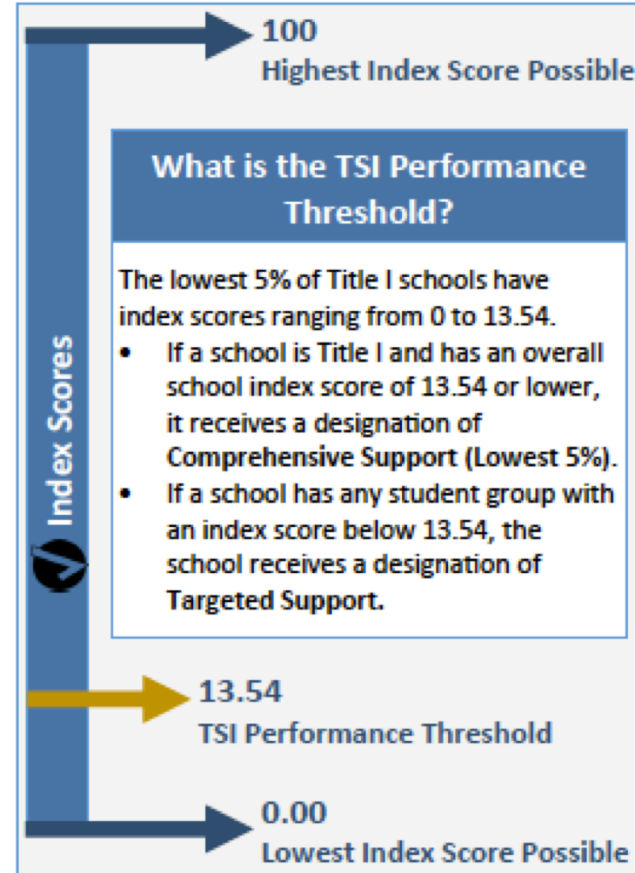 100
Highest Index Score Possible
What is the TSI Performance
Threshold?
The lowest 5% of Title I schools have
index scores ranging from 0 to 13.54.
• If a school is Title I and has an overall
school index score of 13.54 or lower,
it receives a designation of
Comprehensive Support (Lowest 5%).
• If a school has any student group with
an index score below 13.54, the
school receives a designation of
Targeted Support.
Index Scores
13.54
TSI Performance Threshold
0.00
Lowest Index Score Possible